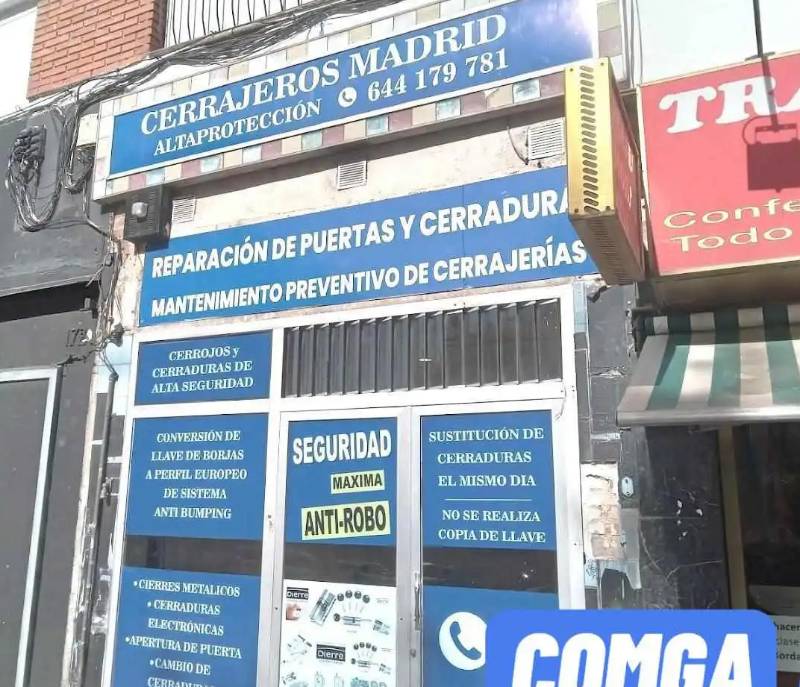 CERRAJEROS MADRID
ALTAPROTECCIÓN 644 179 781
REPARACIÓN DE PUERTAS Y CERRADURA
MANTENIMIENTO PREVENTIVO DE CERRAJERÍAS
CERROJOS y
CERRADURAS DE
ALTA SEGURIDAD
CONVERSIÓN DE
LLAVE DE BORJAS
A PERFIL EUROPEO
DE SISTEMA
ANTI BUMPING
• CIERRES METALICOS
• CERRADURAS
ELECTRÓNICAS
• APERTURA DE PUERTA
• CAMBIO DE
SEGURIDAD
MAXIMA
ANTI-ROBO
Dierre
Dierre
SUSTITUCIÓN DE
CERRADURAS
EL MISMO DIA
NO SE REALIZA
COPIA DE LLAVE
TRA
Confe
Todo
172
COMGA